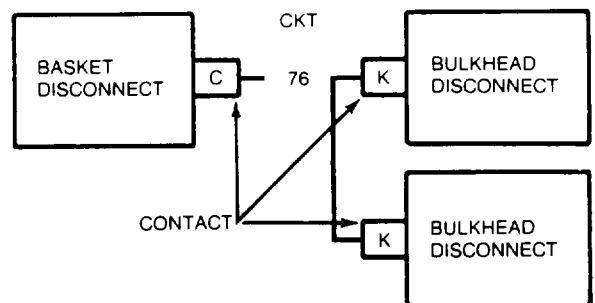 CKT
BASKET
DISCONNECT
C
76
K
BULKHEAD
DISCONNECT
CONTACT
K
BULKHEAD
DISCONNECT